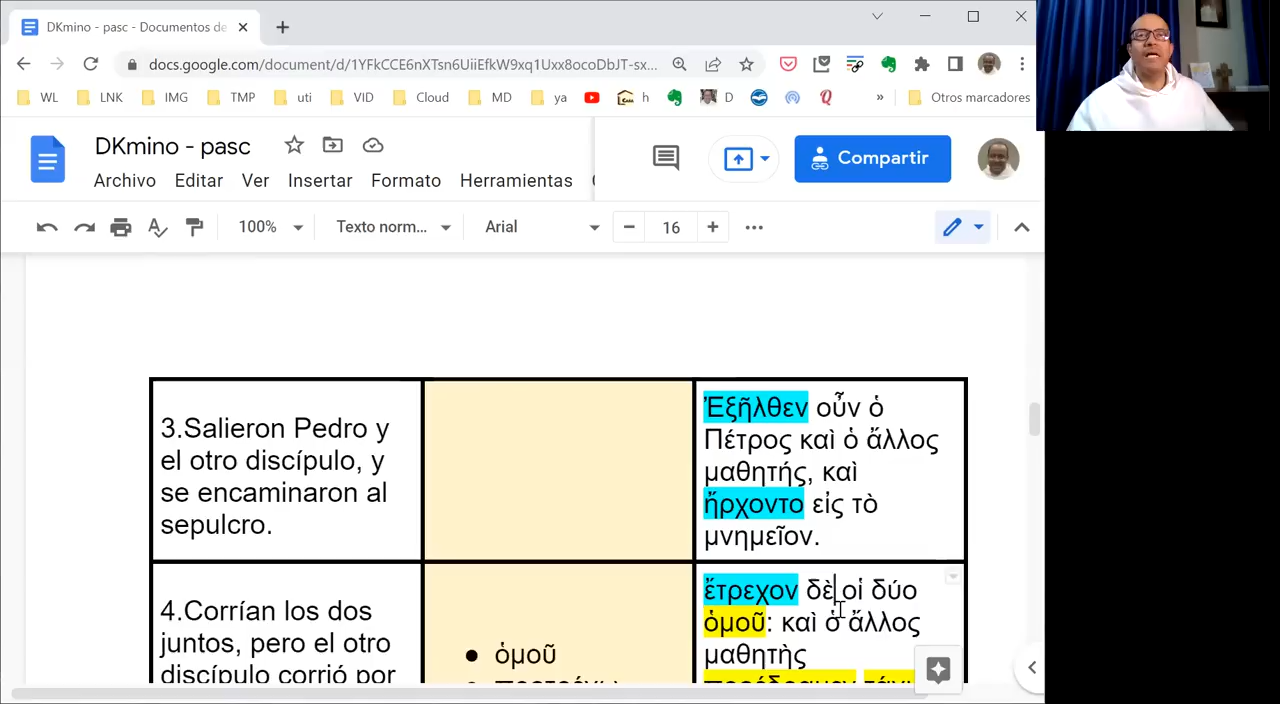 DKmino - pasc - Documentos de
docs.google.com/document/d/1YFkCCE6nXTsn6UiiEfkW9xq1Uxx8ocoDbJT-sx...
WL LNK IMG TMP uti VID Cloud MD ya h D » Otros marcadores
DKmino - pasc
Compartir
Archivo Editar Ver Insertar Formato Herramientas
100% Texto norm... Arial 16
3.Salieron Pedro y
el otro discípulo, y
se encaminaron al
sepulcro.
Ἐξῆλθεν οὖν ὁ
Πέτρος καὶ ὁ ἄλλος
μαθητής, καὶ
ἤρχοντο εἰς τὸ
μνημεῖον.
4.Corrían los dos
juntos, pero el otro
discípulo corrió por
ὁμοῦ
ἔτρεχον δὲ οἱ δύο
ὁμοῦ: καὶ ὁ ἄλλος
μαθητὴς